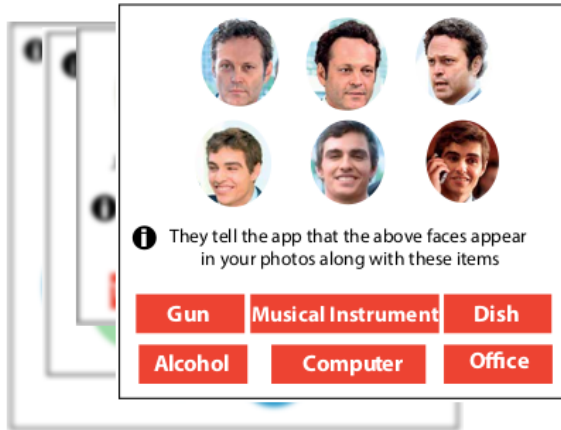 They tell the app that the above faces appear
in your photos along with these items
Gun Musical Instrument Dish
Alcohol Computer Office